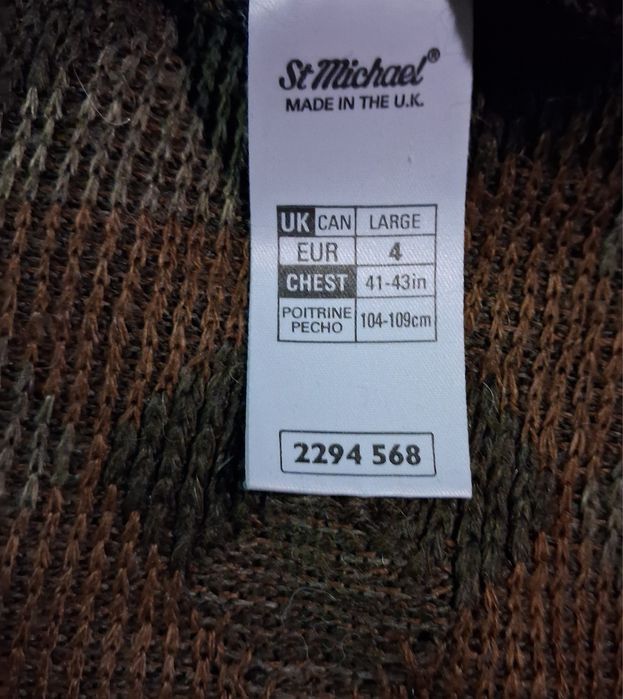 St Michael®
MADE IN THE U.K.
UK CAN LARGE
EUR 4
CHEST 41-43in
POITRINE
PECHO 104-109cm
2294 568